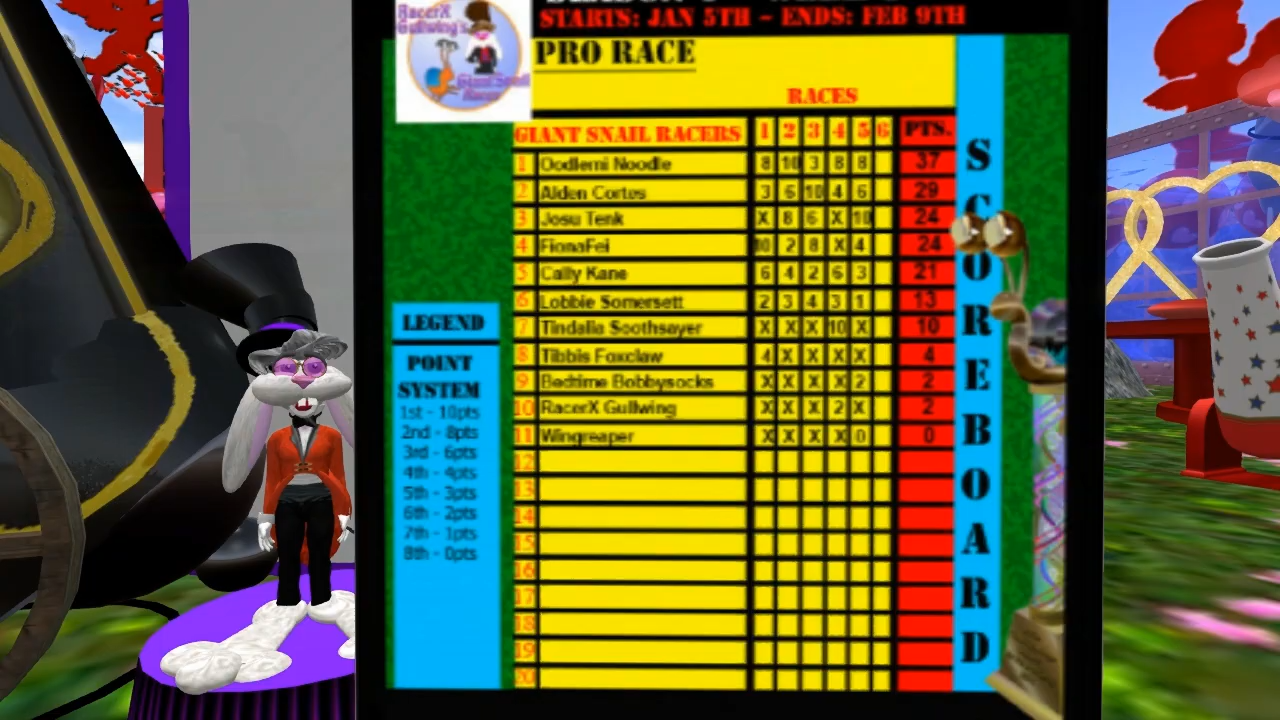 STARTS: JAN 5TH - ENDS: FEB 9TH
RacerX
Gullwing's
PRO RACE
RACES
GIANT SNAIL RACERS 1 2 3 4 5 6 PTS.
1 Oodlemi Noodle 8 10 3 8 8 37
2 Alden Cortes 3 6 10 4 6 29
3 Josu Tenk X 8 6 X 10 24
4 FionaFei 10 2 8 X 4 24
5 Cally Kane 6 4 2 6 3 21
6 Lobbie Somersett 2 3 4 3 1 13
7 Tindalia Soothsayer X X X 10 X 10
8 Tibbis Foxclaw 4 X X X X 4
9 Bedtime Bobbysocks X X X X 2 2
10 RacerX Gullwing X X X 2 X 2
11 Wingreaper X X X X 0 0
12
13
14
15
16
17
18
19
20
LEGEND
POINT
SYSTEM
1st - 10pts
2nd - 8pts
3rd - 6pts
4th - 4pts
5th - 3pts
6th - 2pts
7th - 1pts
8th - 0pts
SCOREBOARD